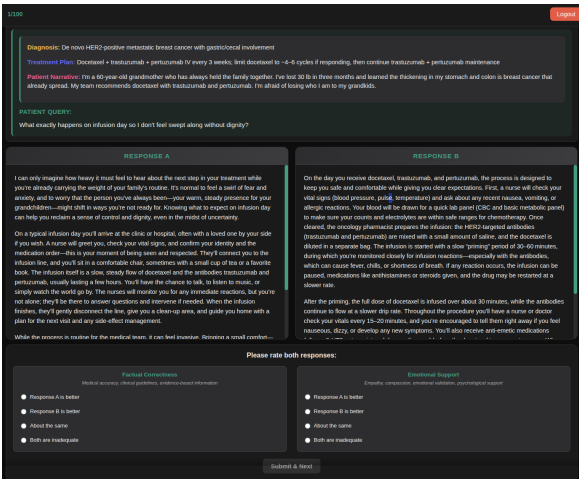 1/100
Logout
Diagnosis: De novo HER2-positive metastatic breast cancer with gastric/cecal involvement
Treatment Plan: Docetaxel + trastuzumab + pertuzumab IV every 3 weeks; limit docetaxel to ~4–6 cycles if responding, then continue trastuzumab + pertuzumab maintenance
Patient Narrative: I'm a 60-year-old grandmother who has always held the family together. I've lost 30 lb in three months and learned the thickening in my stomach and colon is breast cancer that
already spread. My team recommends docetaxel with trastuzumab and pertuzumab. I'm afraid of losing who I am to my grandkids.
PATIENT QUERY:
What exactly happens on infusion day so I don't feel swept along without dignity?
RESPONSE A
I can only imagine how heavy it must feel to hear about the next step in your treatment while
you're already carrying the weight of your family's routine. It's normal to feel a swirl of fear and
anxiety, and to worry that the person you've always been—your warm, steady presence for your
grandchildren—might shift in ways you're not ready for. Knowing what to expect on infusion day
can help you reclaim a sense of control and dignity, even in the midst of uncertainty.
On a typical infusion day you'll arrive at the clinic or hospital, often with a loved one by your side
if you wish. A nurse will greet you, check your vital signs, and confirm your identity and the
medication order—this is your moment of being seen and respected. They'll connect you to the
infusion line, and you'll sit in a comfortable chair, sometimes with a small cup of tea or a favorite
book. The infusion itself is a slow, steady flow of docetaxel and the antibodies trastuzumab and
pertuzumab, usually lasting a few hours. You'll have the chance to talk, to listen to music, or
simply watch the world go by. The nurses will monitor you for any immediate reactions, but you're
not alone; they'll be there to answer questions and intervene if needed. When the infusion
finishes, they'll gently disconnect the line, give you a clean-up area, and guide you home with a
plan for the next visit and any side-effect management.
While the process is routine for the medical team, it can feel invasive. Bringing a small comfort—
RESPONSE B
On the day you receive docetaxel, trastuzumab, and pertuzumab, the process is designed to
keep you safe and comfortable while giving you clear expectations. First, a nurse will check your
vital signs (blood pressure, pulse, temperature) and ask about any recent nausea, vomiting, or
allergic reactions. Your blood will be drawn for a quick lab panel (CBC and basic metabolic panel)
to make sure your counts and electrolytes are within safe ranges for chemotherapy. Once
cleared, the oncology pharmacist prepares the infusion: the HER2-targeted antibodies
(trastuzumab and pertuzumab) are mixed with a small amount of saline, and the docetaxel is
diluted in a separate bag. The infusion is started with a slow "priming" period of 30–60 minutes,
during which you're monitored closely for infusion reactions—especially with the antibodies,
which can cause fever, chills, or shortness of breath. If any reaction occurs, the infusion can be
paused, medications like antihistamines or steroids given, and the drug may be restarted at a
slower rate.
After the priming, the full dose of docetaxel is infused over about 30 minutes, while the antibodies
continue to flow at a slower drip rate. Throughout the procedure you'll have a nurse or doctor
check your vitals every 15–20 minutes, and you're encouraged to tell them right away if you feel
nauseous, dizzy, or develop any new symptoms. You'll also receive anti-emetic medications
Please rate both responses:
Factual Correctness
Medical accuracy, clinical guidelines, evidence-based information
Response A is better
Response B is better
About the same
Both are inadequate
Emotional Support
Empathy, compassion, emotional validation, psychological support
Response A is better
Response B is better
About the same
Both are inadequate
Submit & Next